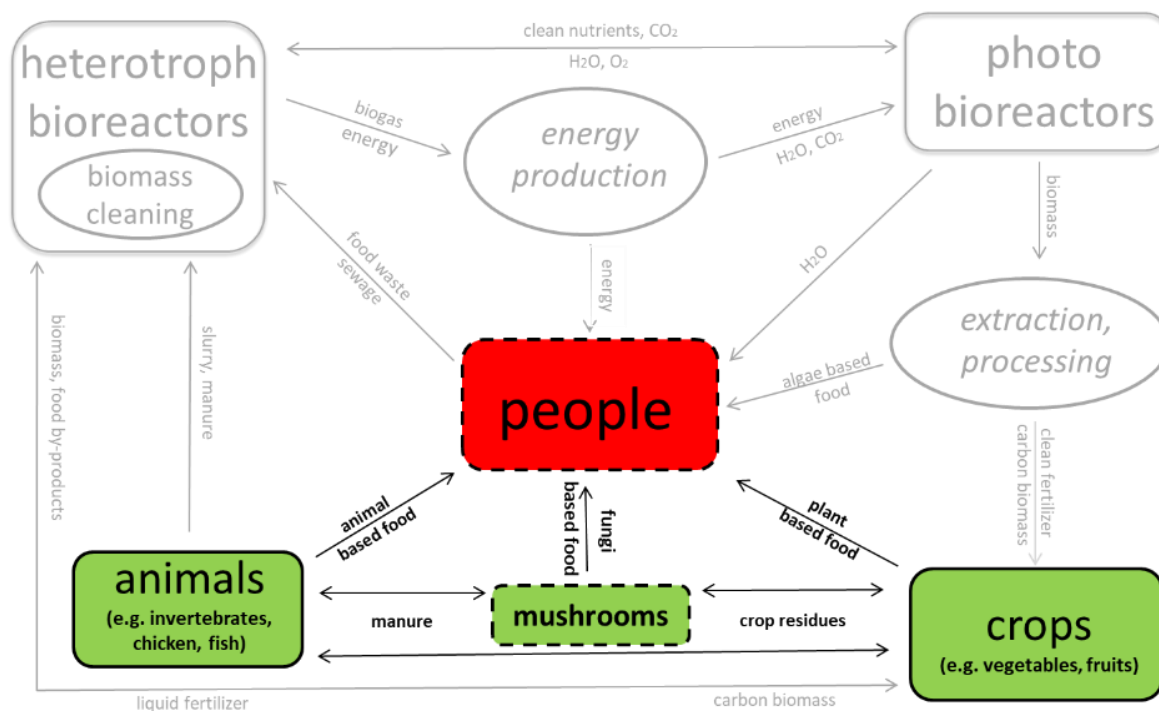 clean nutrients, CO₂
H₂O, O₂
heterotroph
bioreactors
biomass
cleaning
photo
bioreactors
biogas
energy
energy
production
energy
H₂O, CO₂
biomass
food waste
sewage
energy
H₂O
extraction,
processing
algae based
food
people
biomass, food by-products
slurry, manure
clean fertilizer
carbon biomass
animal
based food
fungi
based food
plant
based food
animals
(e.g. invertebrates,
chicken, fish)
manure
mushrooms
crop residues
crops
(e.g. vegetables, fruits)
liquid fertilizer
carbon biomass